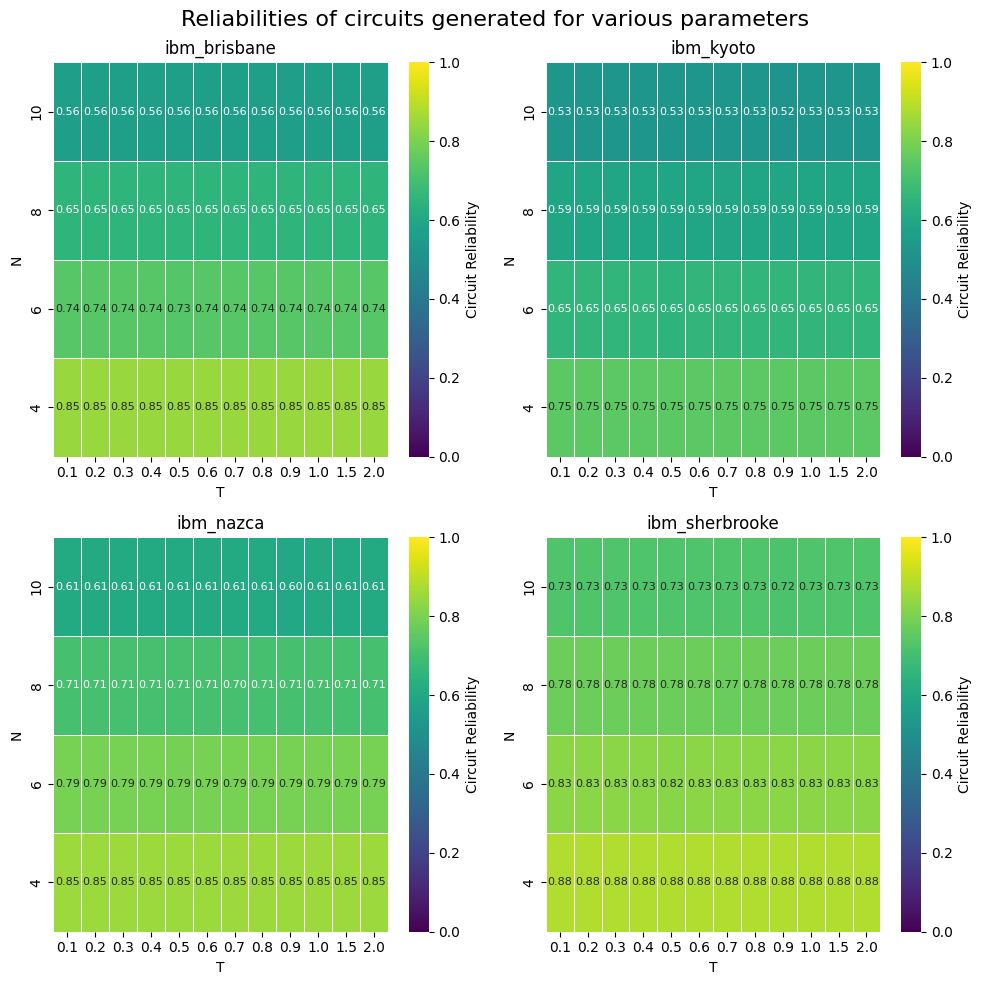 Reliabilities of circuits generated for various parameters
ibm_brisbane
N
10
0.56 0.56 0.56 0.56 0.56 0.56 0.56 0.56 0.56 0.56 0.56 0.56
8
0.65 0.65 0.65 0.65 0.65 0.65 0.65 0.65 0.65 0.65 0.65 0.65
6
0.74 0.74 0.74 0.74 0.73 0.74 0.74 0.74 0.74 0.74 0.74 0.74
4
0.85 0.85 0.85 0.85 0.85 0.85 0.85 0.85 0.85 0.85 0.85 0.85
0.1 0.2 0.3 0.4 0.5 0.6 0.7 0.8 0.9 1.0 1.5 2.0
T
1.0
0.8
0.6
0.4
0.2
0.0
Circuit Reliability
ibm_kyoto
N
10
0.53 0.53 0.53 0.53 0.53 0.53 0.53 0.53 0.52 0.53 0.53 0.53
8
0.59 0.59 0.59 0.59 0.59 0.59 0.59 0.59 0.59 0.59 0.59 0.59
6
0.65 0.65 0.65 0.65 0.65 0.65 0.65 0.65 0.65 0.65 0.65 0.65
4
0.75 0.75 0.75 0.75 0.75 0.75 0.75 0.75 0.75 0.75 0.75 0.75
0.1 0.2 0.3 0.4 0.5 0.6 0.7 0.8 0.9 1.0 1.5 2.0
T
1.0
0.8
0.6
0.4
0.2
0.0
Circuit Reliability
ibm_nazca
N
10
0.61 0.61 0.61 0.61 0.61 0.61 0.61 0.61 0.60 0.61 0.61 0.61
8
0.71 0.71 0.71 0.71 0.71 0.71 0.70 0.71 0.71 0.71 0.71 0.71
6
0.79 0.79 0.79 0.79 0.79 0.79 0.79 0.79 0.79 0.79 0.79 0.79
4
0.85 0.85 0.85 0.85 0.85 0.85 0.85 0.85 0.85 0.85 0.85 0.85
0.1 0.2 0.3 0.4 0.5 0.6 0.7 0.8 0.9 1.0 1.5 2.0
T
1.0
0.8
0.6
0.4
0.2
0.0
Circuit Reliability
ibm_sherbrooke
N
10
0.73 0.73 0.73 0.73 0.73 0.73 0.73 0.73 0.72 0.73 0.73 0.73
8
0.78 0.78 0.78 0.78 0.78 0.78 0.77 0.78 0.78 0.78 0.78 0.78
6
0.83 0.83 0.83 0.83 0.82 0.83 0.83 0.83 0.83 0.83 0.83 0.83
4
0.88 0.88 0.88 0.88 0.88 0.88 0.88 0.88 0.88 0.88 0.88 0.88
0.1 0.2 0.3 0.4 0.5 0.6 0.7 0.8 0.9 1.0 1.5 2.0
T
1.0
0.8
0.6
0.4
0.2
0.0
Circuit Reliability